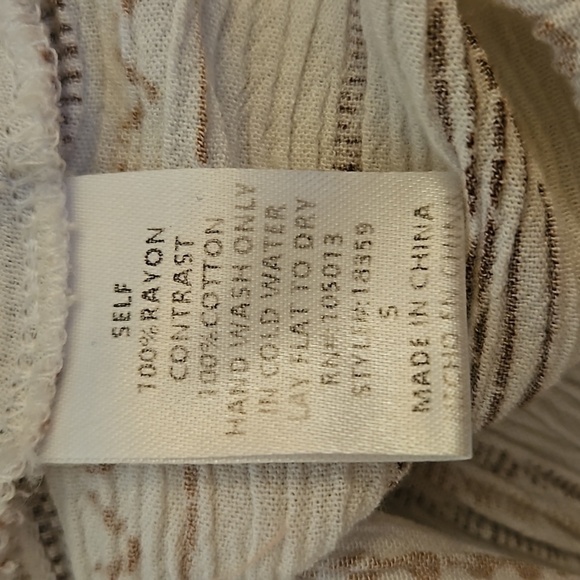 SELF
100%RAYON
CONTRAST
100%COTTON
HAND WASH ONLY
IN COLD WATER
LAY FLAT TO DRY
RN#:105013
STYLE#:18359
S
MADE IN CHINA